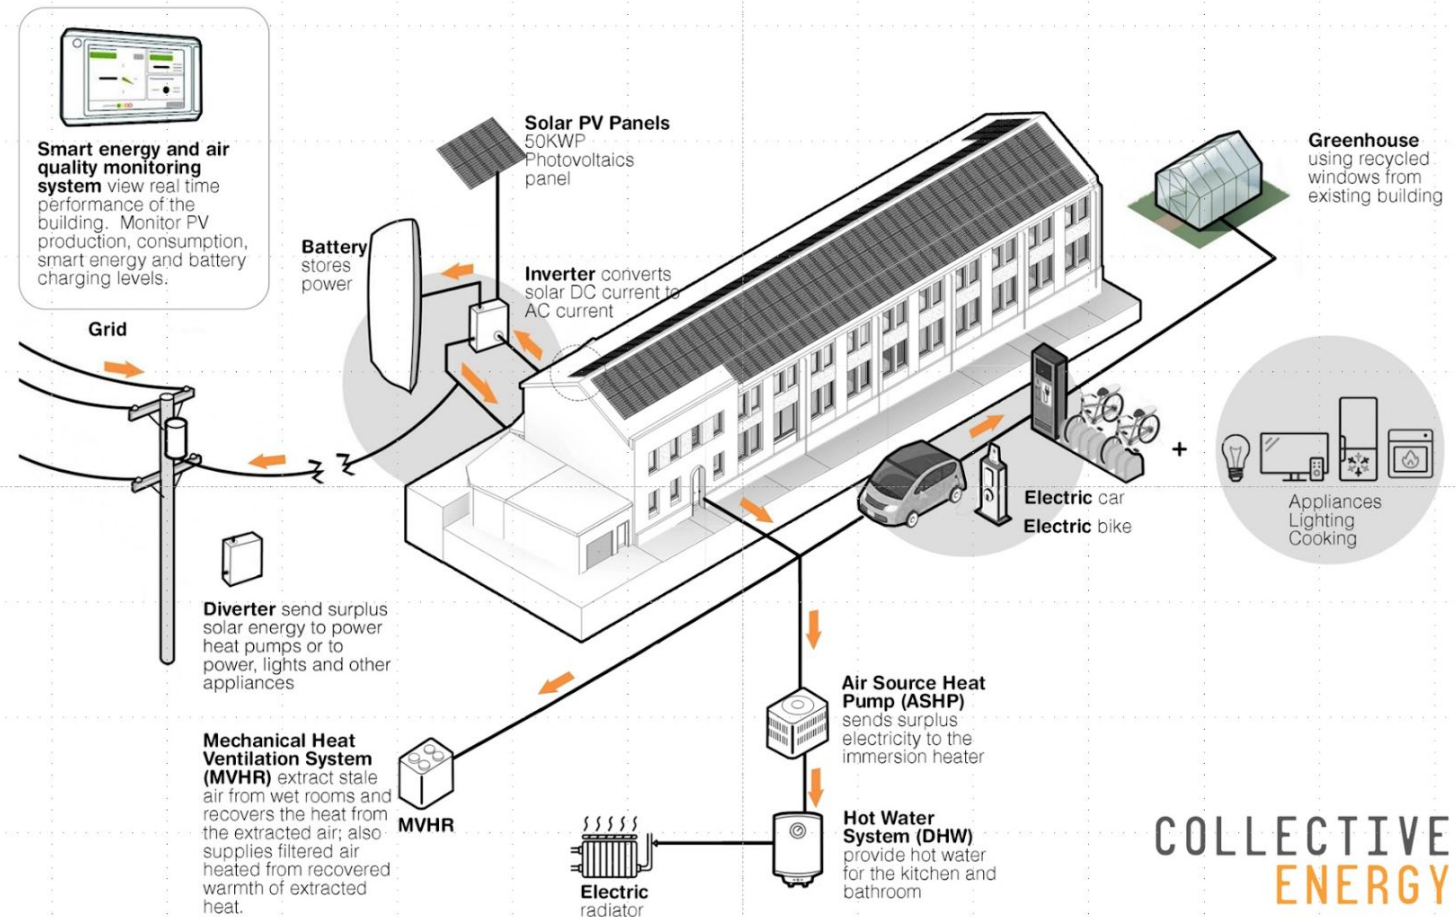 Smart energy and air
quality monitoring
system view real time
performance of the
building. Monitor PV
production, consumption,
smart energy and battery
charging levels.
Solar PV Panels
50KWP
Photovoltaics
panel
Greenhouse
using recycled
windows from
existing building
Battery
stores
power
Inverter converts
solar DC current to
AC current
Grid
Electric car
Electric bike
+
Appliances
Lighting
Cooking
Diverter send surplus
solar energy to power
heat pumps or to
power, lights and other
appliances
Air Source Heat
Pump (ASHP)
sends surplus
electricity to the
immersion heater
Mechanical Heat
Ventilation System
(MVHR) extract stale
air from wet rooms and
recovers the heat from
the extracted air; also
supplies filtered air
heated from recovered
warmth of extracted
heat.
MVHR
Hot Water
System (DHW)
provide hot water
for the kitchen and
bathroom
Electric
radiator
COLLECTIVE
ENERGY